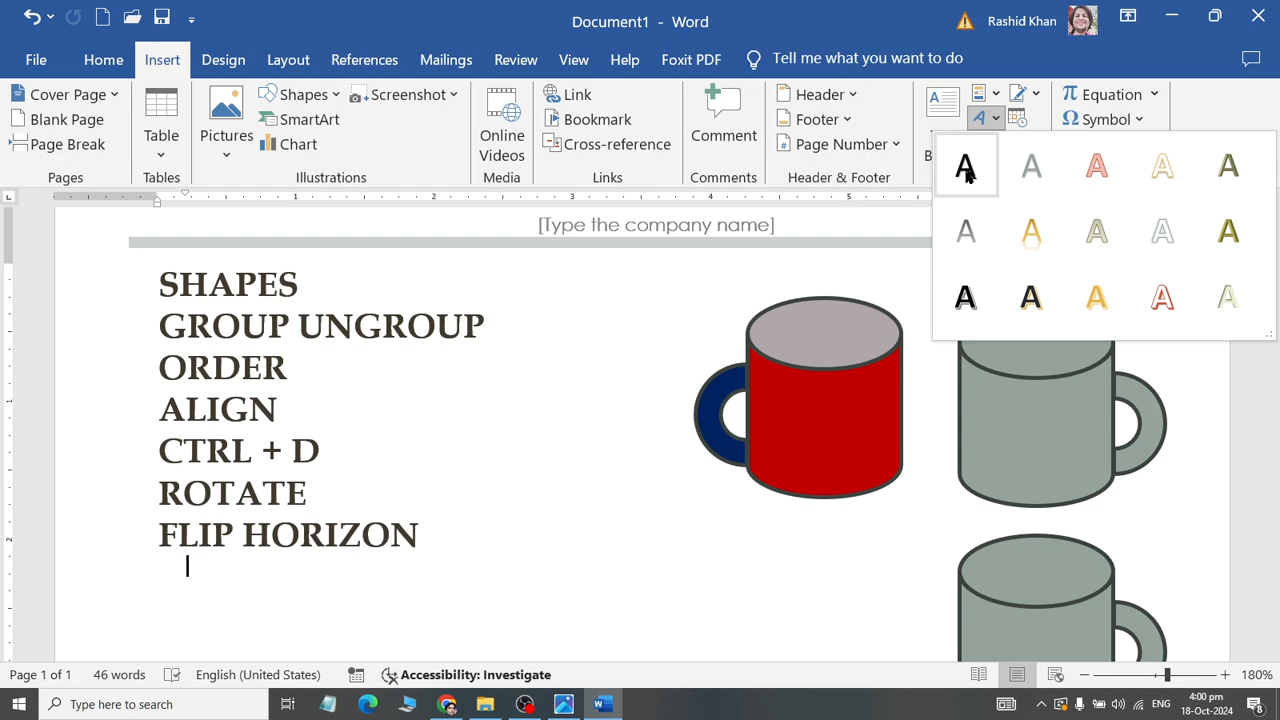 Document1 - Word
Rashid Khan
File Home Insert Design Layout References Mailings Review View Help Foxit PDF Tell me what you want to do
Cover Page
Blank Page
Page Break
Pages
Table
Tables
Pictures
Shapes
SmartArt
Chart
Screenshot
Illustrations
Online
Videos
Media
Link
Bookmark
Cross-reference
Links
Comment
Comments
Header
Footer
Page Number
Header & Footer
Equation
Symbol
[Type the company name]
SHAPES
GROUP UNGROUP
ORDER
ALIGN
CTRL + D
ROTATE
FLIP HORIZON
Page 1 of 1 46 words English (United States) Accessibility: Investigate 180%
Type here to search
ENG
4:00 pm
18-Oct-2024